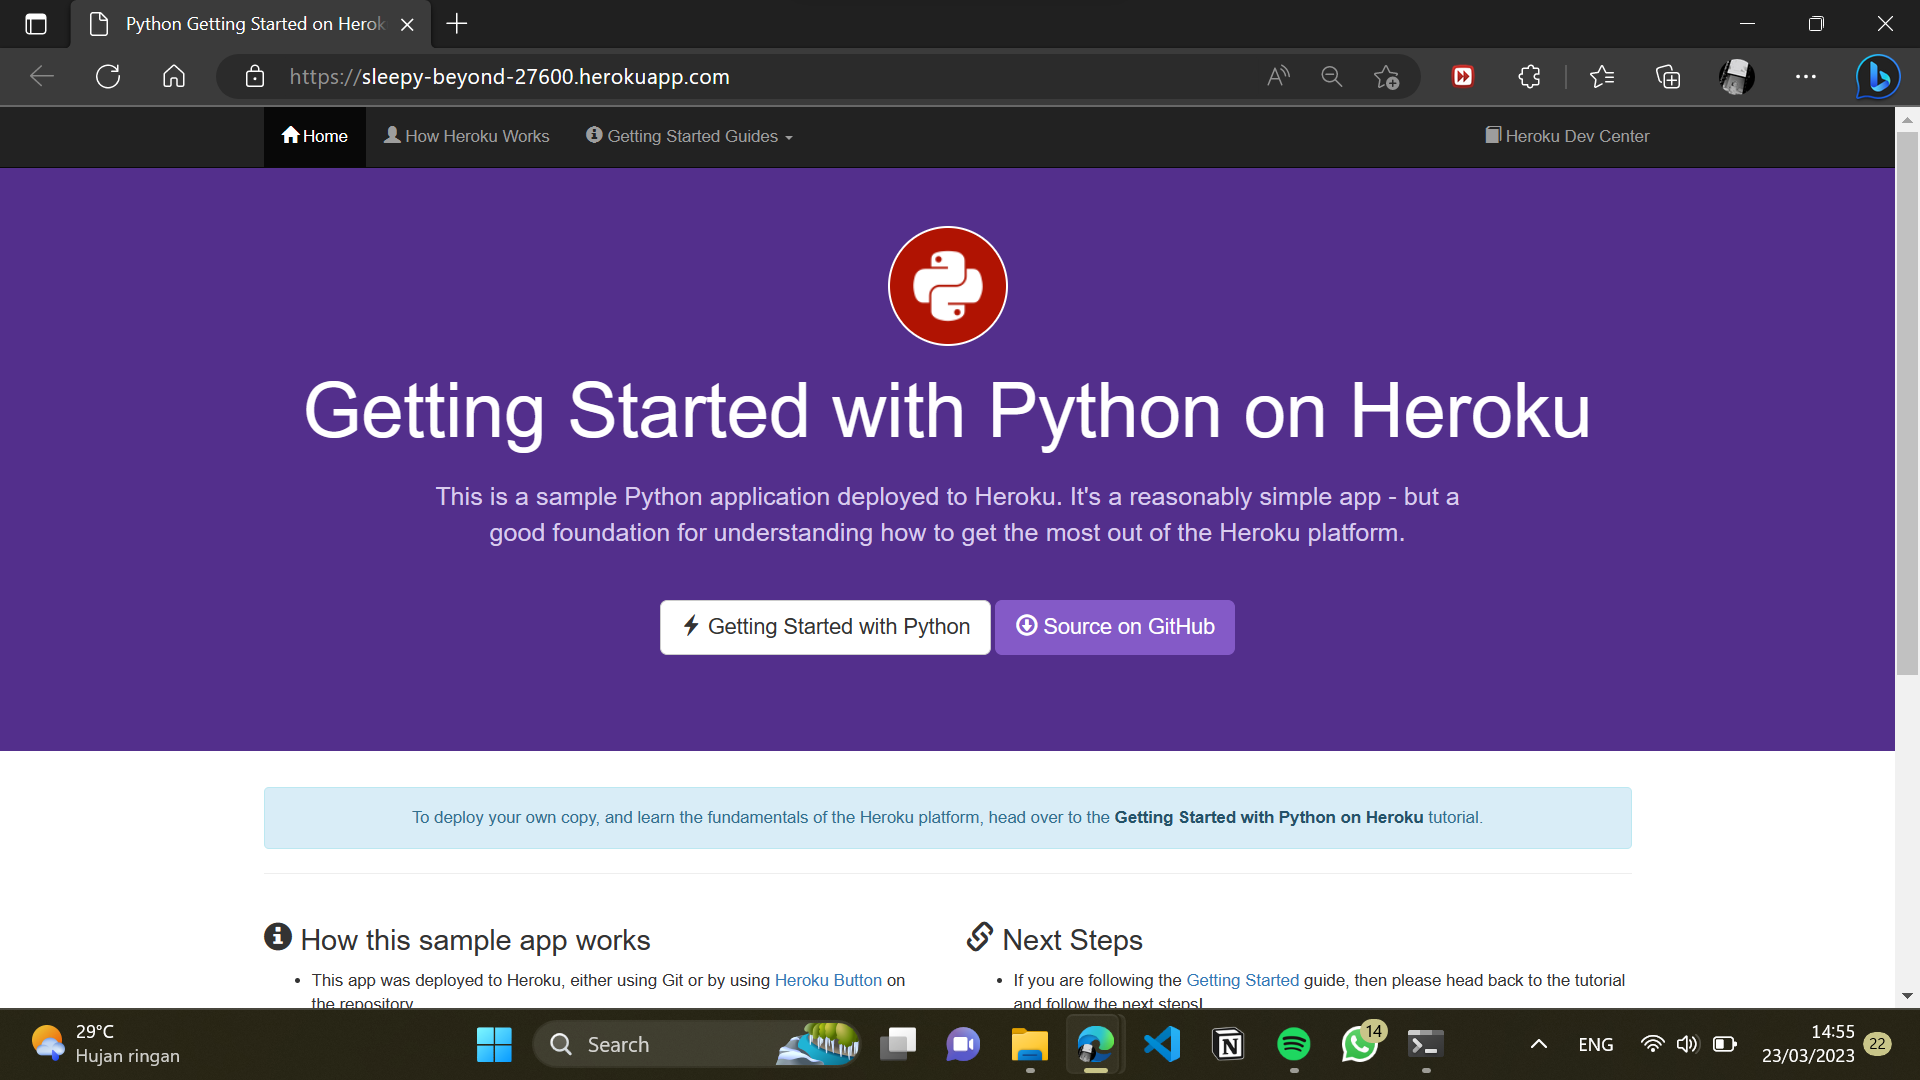 Python Getting Started on Herok
https://sleepy-beyond-27600.herokuapp.com
Home
How Heroku Works
Getting Started Guides
Heroku Dev Center
Getting Started with Python on Heroku
This is a sample Python application deployed to Heroku. It's a reasonably simple app - but a
good foundation for understanding how to get the most out of the Heroku platform.
Getting Started with Python
Source on GitHub
To deploy your own copy, and learn the fundamentals of the Heroku platform, head over to the Getting Started with Python on Heroku tutorial.
How this sample app works
• This app was deployed to Heroku, either using Git or by using Heroku Button on
the repository.
Next Steps
• If you are following the Getting Started guide, then please head back to the tutorial
and follow the next steps!
29°C
Hujan ringan
Search
14
ENG
14:55
23/03/2023
22